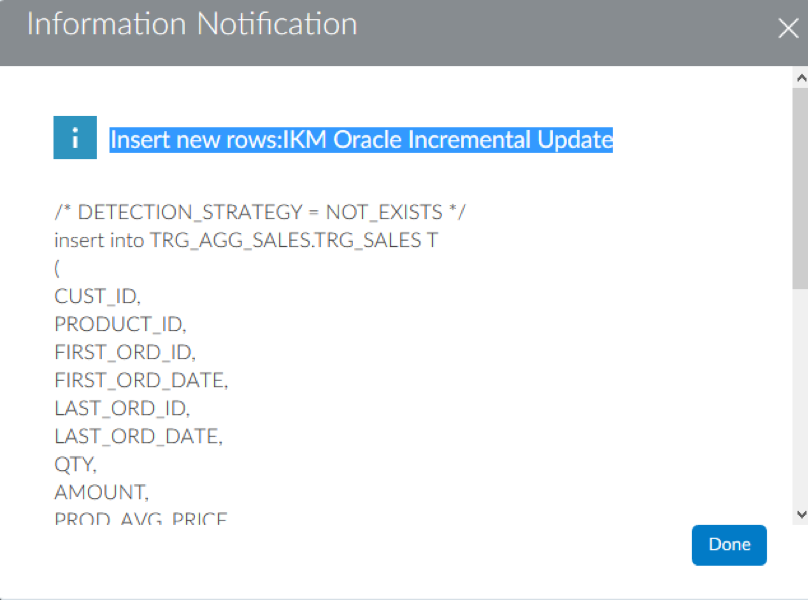 Information Notification
i
Insert new rows:IKM Oracle Incremental Update
/* DETECTION_STRATEGY = NOT_EXISTS */
insert into TRG_AGG_SALES.TRG_SALES T
(
CUST_ID,
PRODUCT_ID,
FIRST_ORD_ID,
FIRST_ORD_DATE,
LAST_ORD_ID,
LAST_ORD_DATE,
QTY,
AMOUNT,
PROD_AVG_PRICE
Done